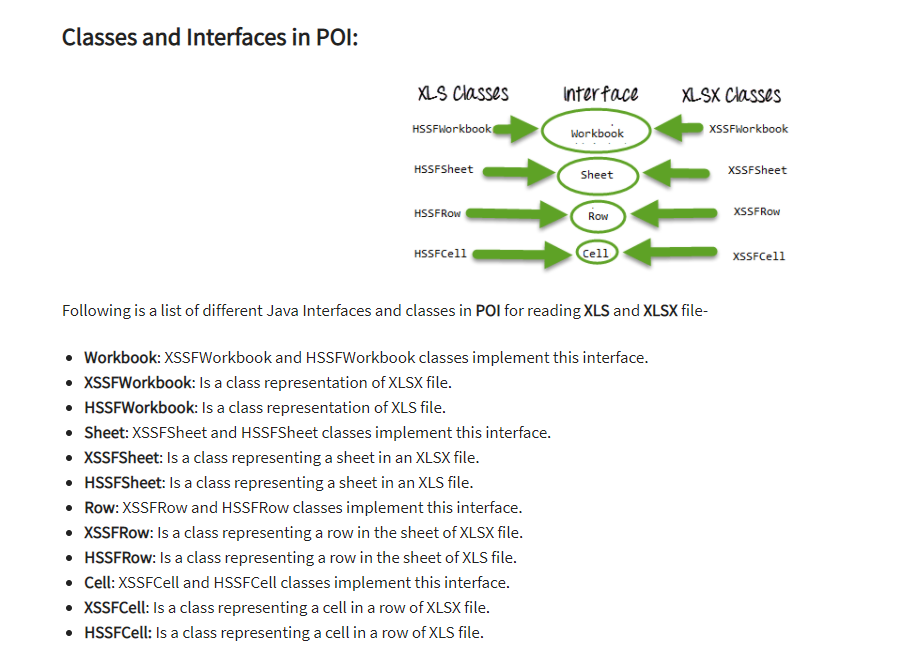 Classes and Interfaces in POI:
XLS Classes Interface XLSX Classes
HSSFWorkbook Workbook XSSFWorkbook
HSSFSheet Sheet XSSFSheet
HSSFRow Row XSSFRow
HSSFCell Cell XSSFCell
Following is a list of different Java Interfaces and classes in POI for reading XLS and XLSX file-
• Workbook: XSSFWorkbook and HSSFWorkbook classes implement this interface.
• XSSFWorkbook: Is a class representation of XLSX file.
• HSSFWorkbook: Is a class representation of XLS file.
• Sheet: XSSFSheet and HSSFSheet classes implement this interface.
• XSSFSheet: Is a class representing a sheet in an XLSX file.
• HSSFSheet: Is a class representing a sheet in an XLS file.
• Row: XSSFRow and HSSFRow classes implement this interface.
• XSSFRow: Is a class representing a row in the sheet of XLSX file.
• HSSFRow: Is a class representing a row in the sheet of XLS file.
• Cell: XSSFCell and HSSFCell classes implement this interface.
• XSSFCell: Is a class representing a cell in a row of XLSX file.
• HSSFCell: Is a class representing a cell in a row of XLS file.